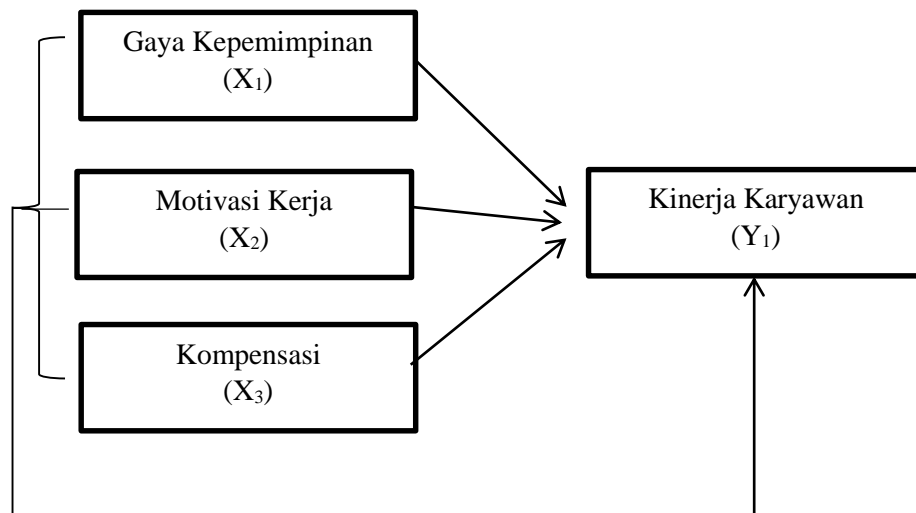 Gaya Kepemimpinan
(X₁)
Motivasi Kerja
(X₂)
Kompensasi
(X₃)
Kinerja Karyawan
(Y₁)